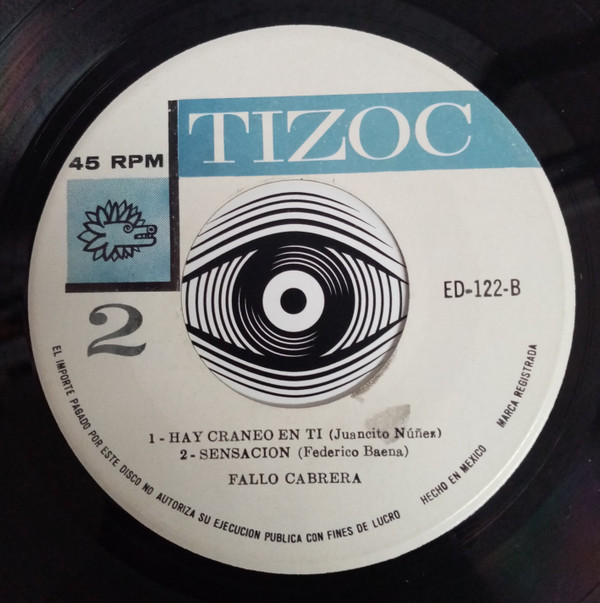 TIZOC
45 RPM
2
ED-122-B
1 - HAY CRANEO EN TI (Juancito Núñez)
2 - SENSACION (Federico Baena)
FALLO CABRERA
EL IMPORTE PAGADO POR ESTE DISCO NO AUTORIZA SU EJECUCION PUBLICA CON FINES DE LUCRO
HECHO EN MEXICO
MARCA REGISTRADA